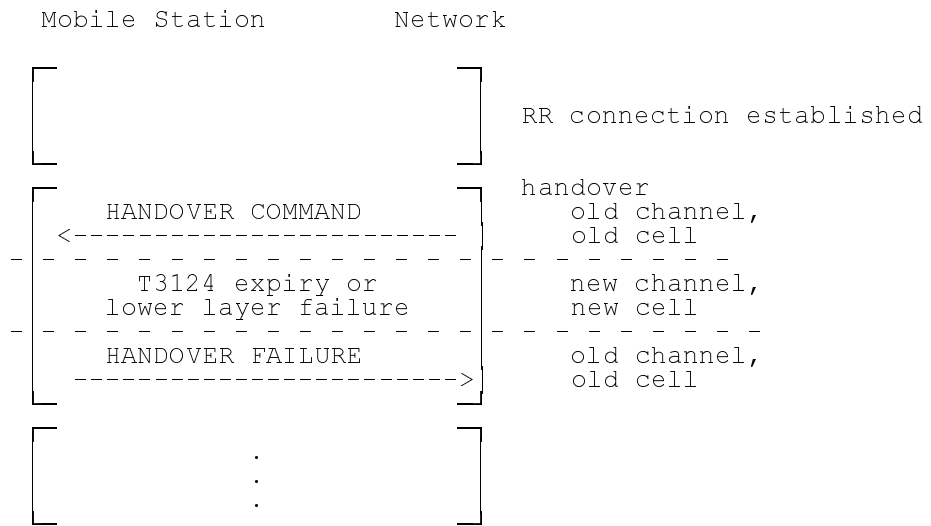 Mobile Station Network
RR connection established
handover
HANDOVER COMMAND old channel,
<------------------------ old cell
T3124 expiry or new channel,
lower layer failure new cell
HANDOVER FAILURE old channel,
------------------------> old cell
.
.
.